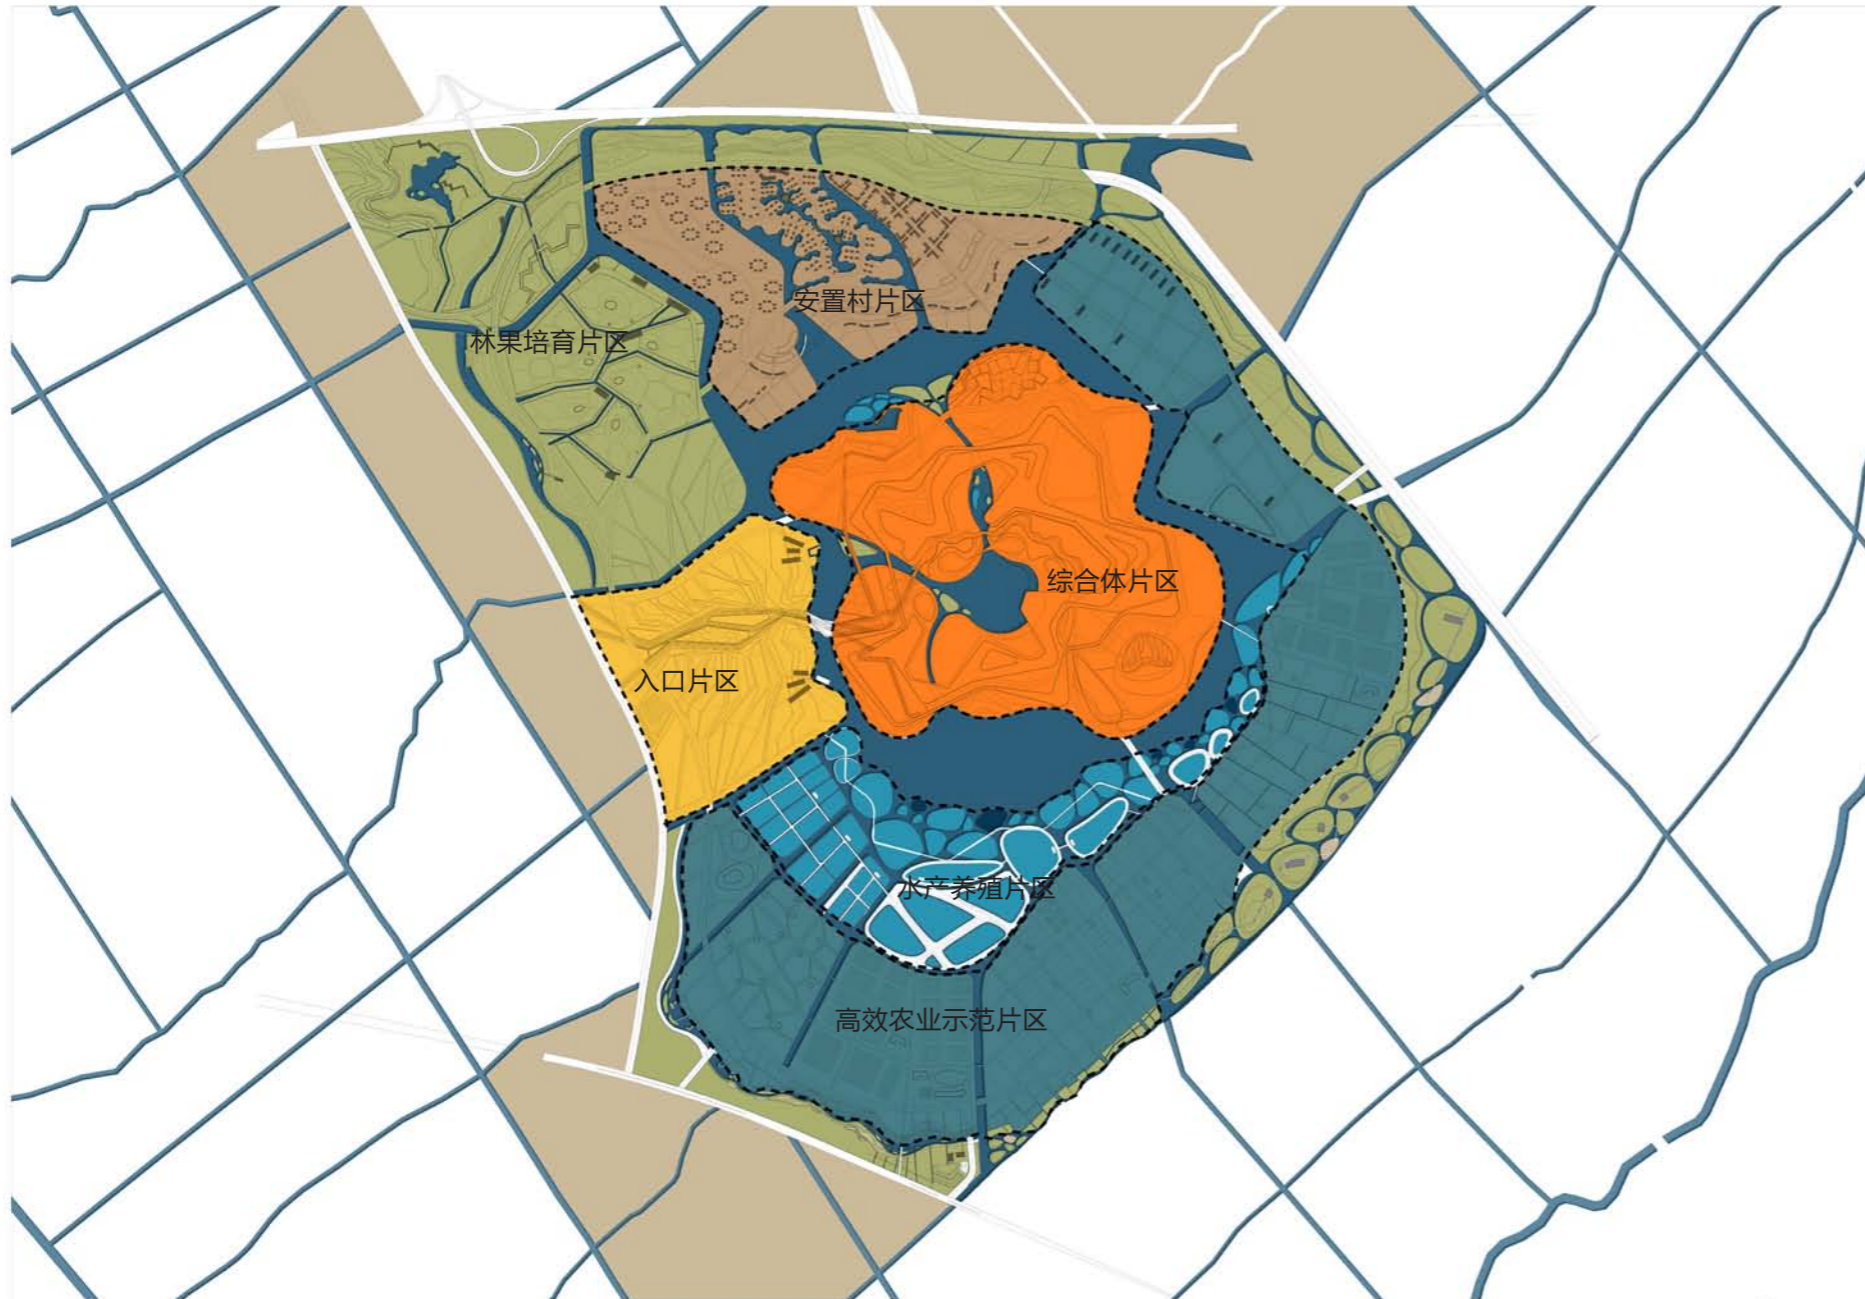 安置村片区
林果培育片区
综合体片区
入口片区
水产养殖片区
高效农业示范片区